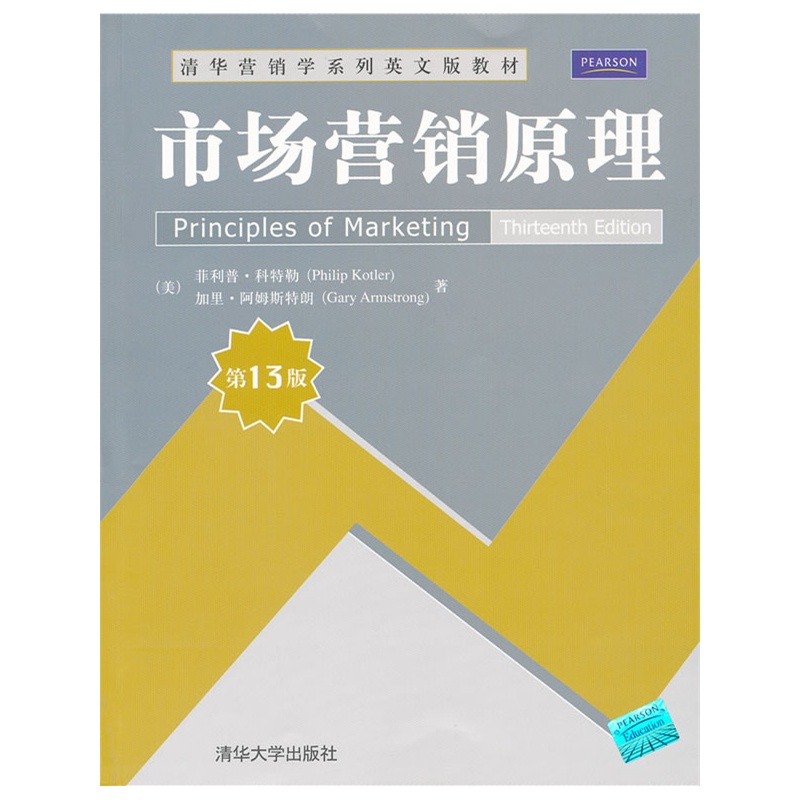 清华营销学系列英文版教材
PEARSON
市场营销原理
Principles of Marketing Thirteenth Edition
(美) 菲利普·科特勒 (Philip Kotler)
加里·阿姆斯特朗 (Gary Armstrong) 著
第13版
PEARSON
Education
清华大学出版社